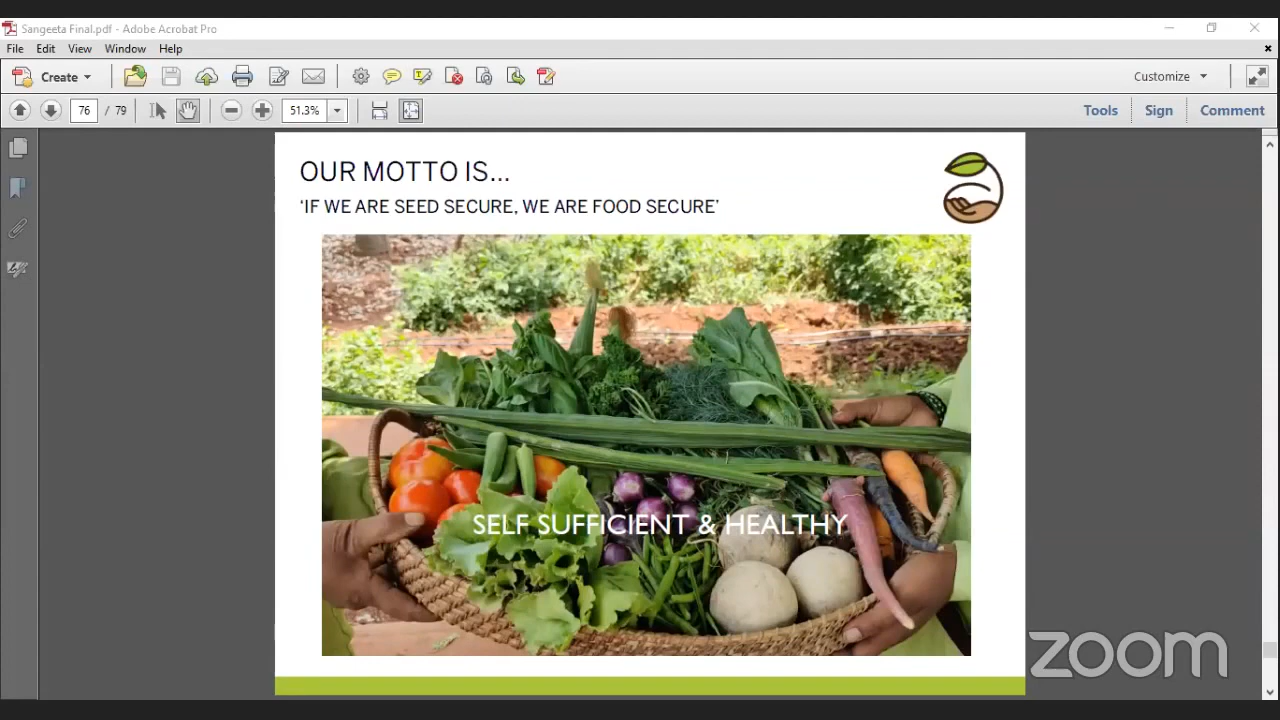 Sangeeta Final.pdf - Adobe Acrobat Pro
File Edit View Window Help
Create
Customize
76 / 79
51.3%
Tools Sign Comment
OUR MOTTO IS...
‘IF WE ARE SEED SECURE, WE ARE FOOD SECURE’
SELF SUFFICIENT & HEALTHY
zoom